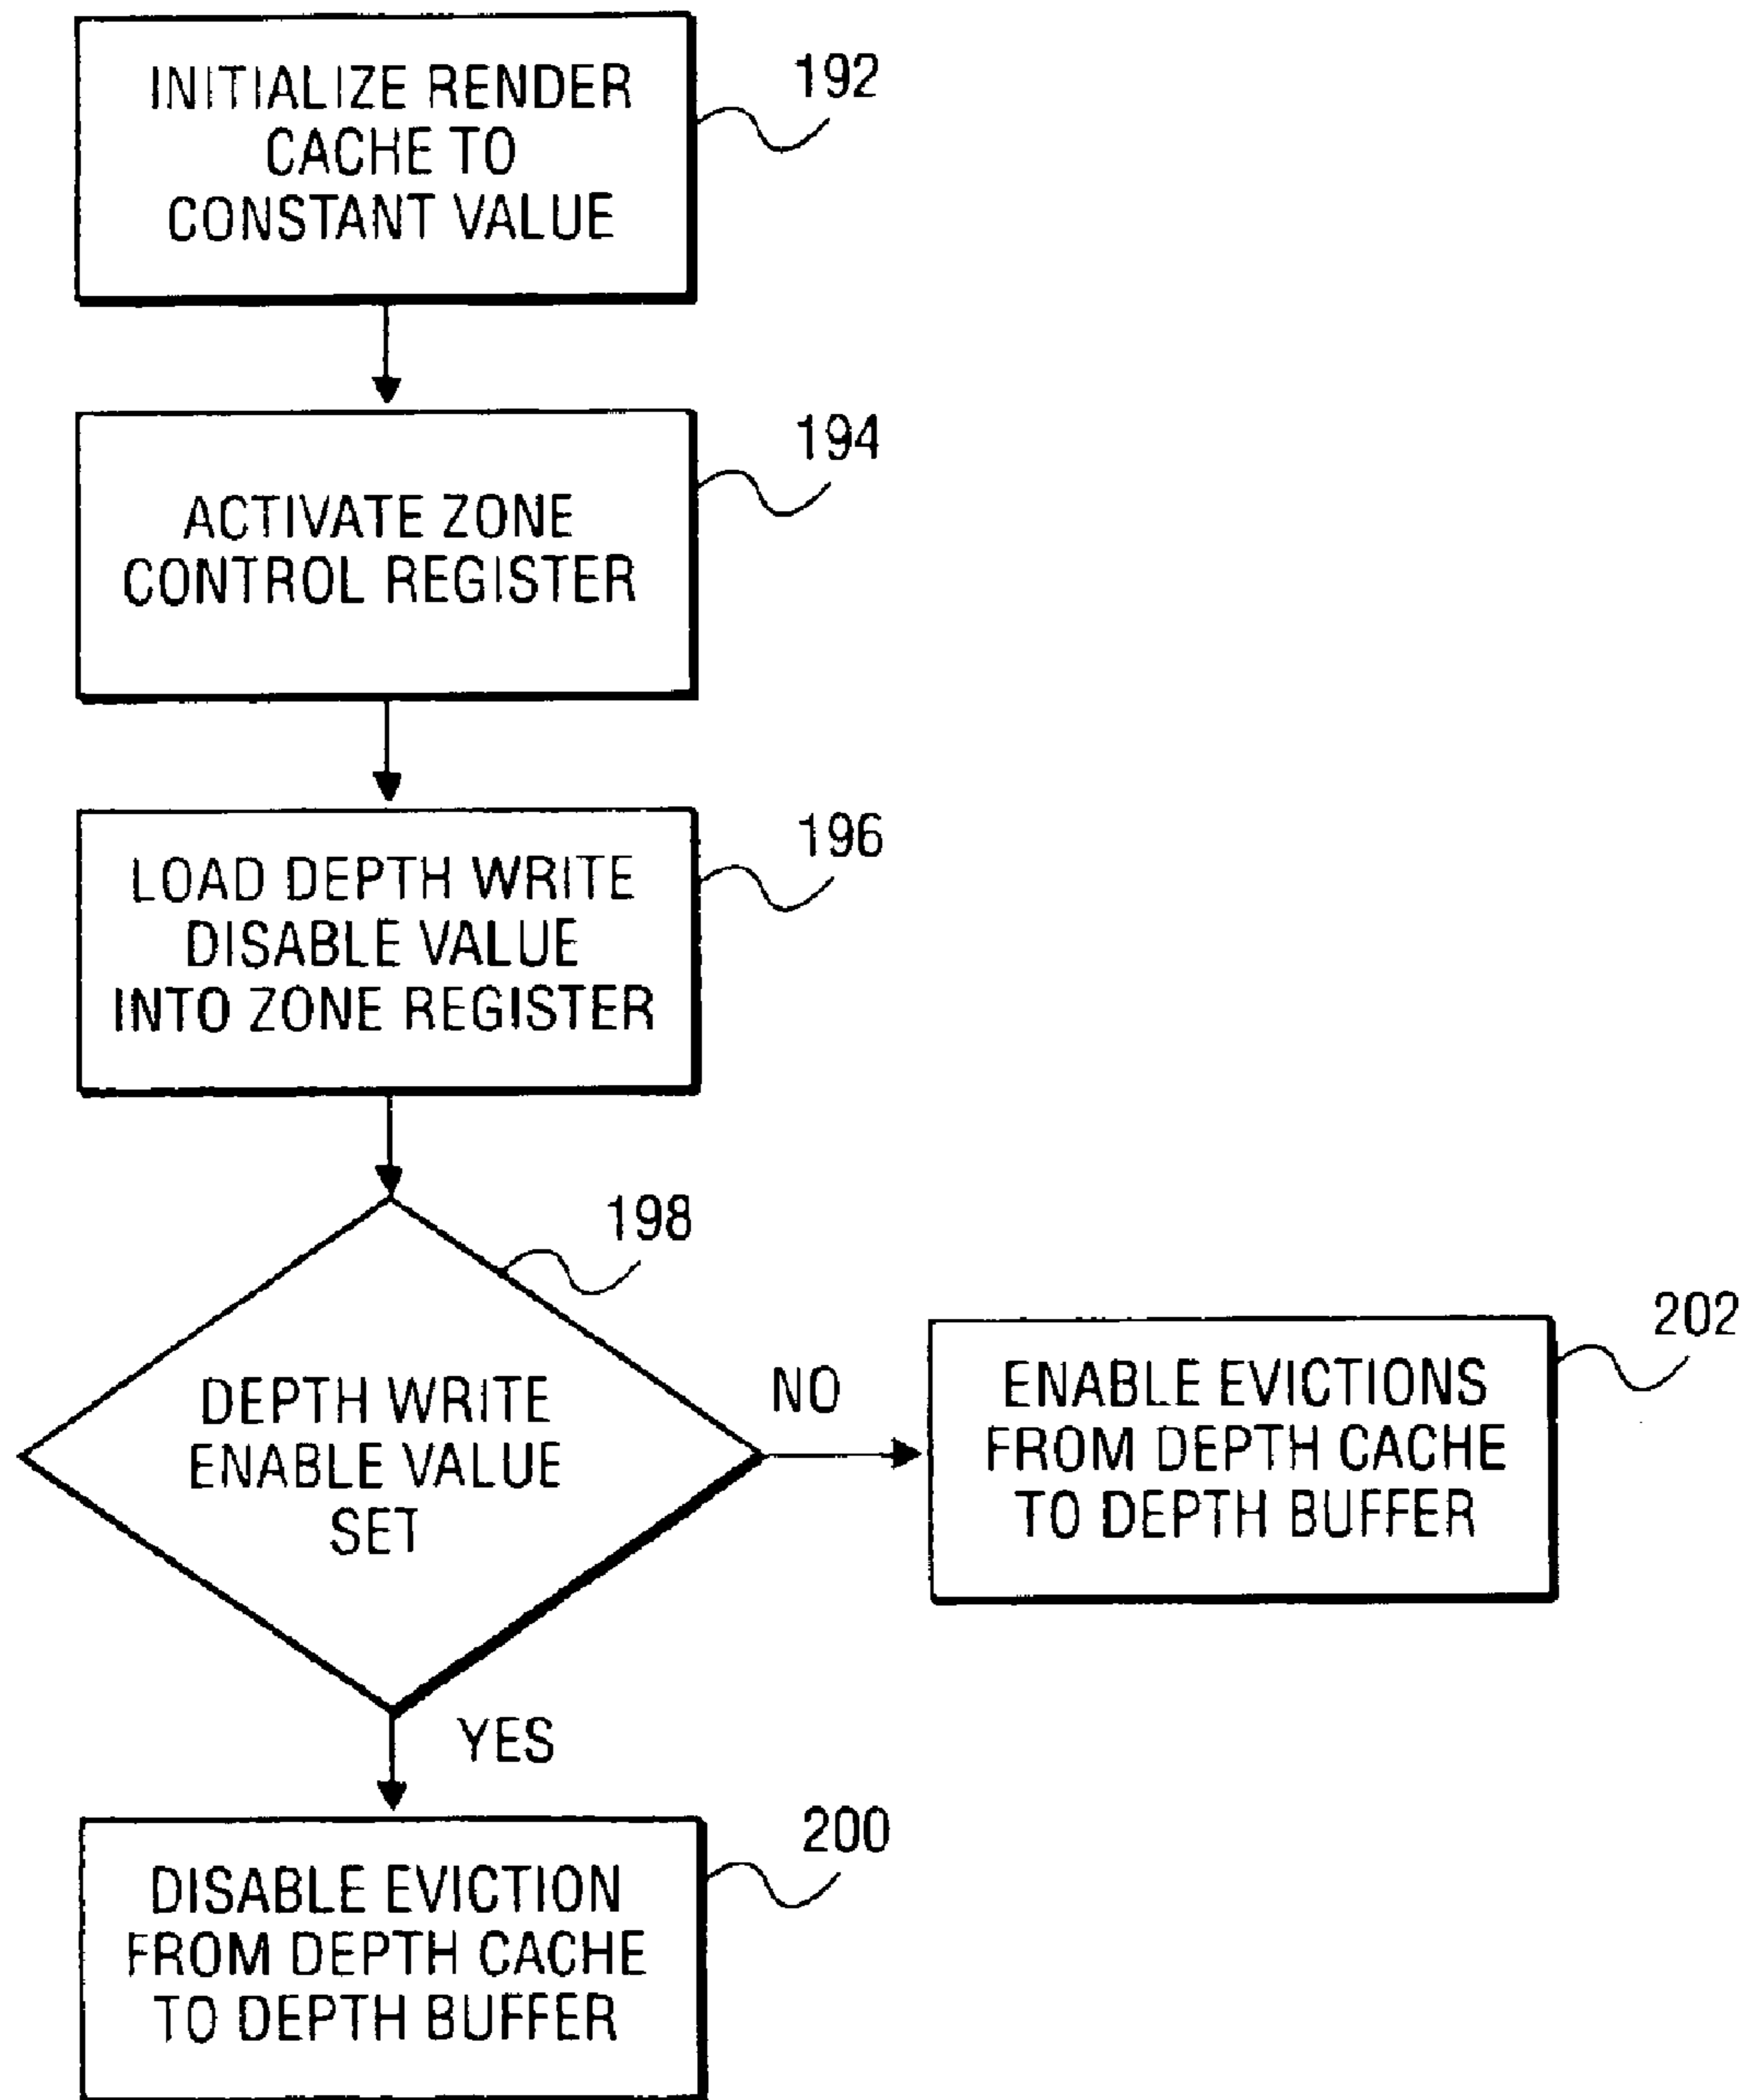 INITIALIZE RENDER
CACHE TO
CONSTANT VALUE
192
ACTIVATE ZONE
CONTROL REGISTER
194
LOAD DEPTH WRITE
DISABLE VALUE
INTO ZONE REGISTER
196
198
DEPTH WRITE
ENABLE VALUE
SET
NO
202
ENABLE EVICTIONS
FROM DEPTH CACHE
TO DEPTH BUFFER
YES
200
DISABLE EVICTION
FROM DEPTH CACHE
TO DEPTH BUFFER